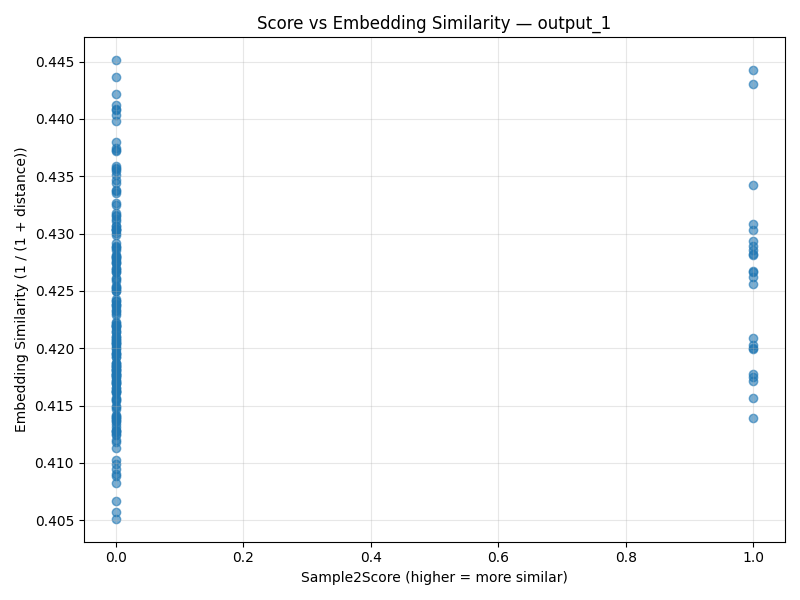 Score vs Embedding Similarity — output_1
Embedding Similarity (1 / (1 + distance))
0.445
0.440
0.435
0.430
0.425
0.420
0.415
0.410
0.405
0.0 0.2 0.4 0.6 0.8 1.0
Sample2Score (higher = more similar)